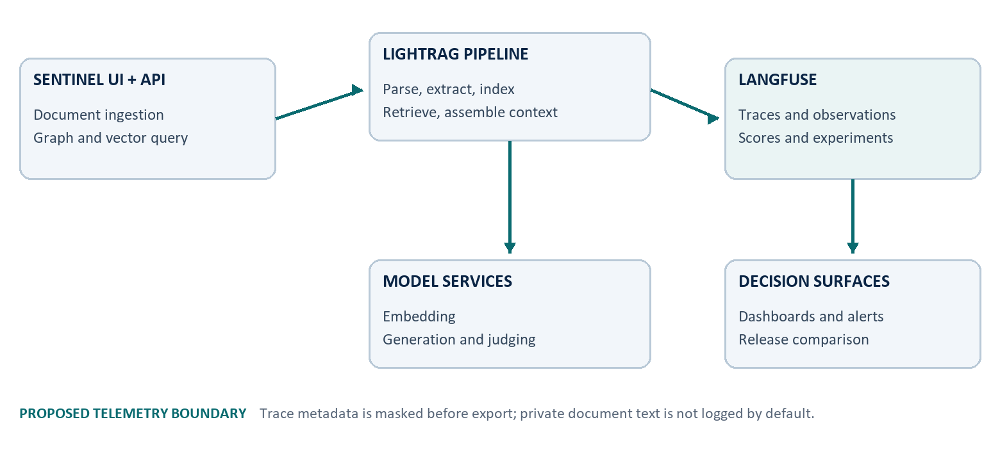 SENTINEL UI + API
Document ingestion
Graph and vector query
LIGHTRAG PIPELINE
Parse, extract, index
Retrieve, assemble context
LANGFUSE
Traces and observations
Scores and experiments
MODEL SERVICES
Embedding
Generation and judging
DECISION SURFACES
Dashboards and alerts
Release comparison
PROPOSED TELEMETRY BOUNDARY Trace metadata is masked before export; private document text is not logged by default.